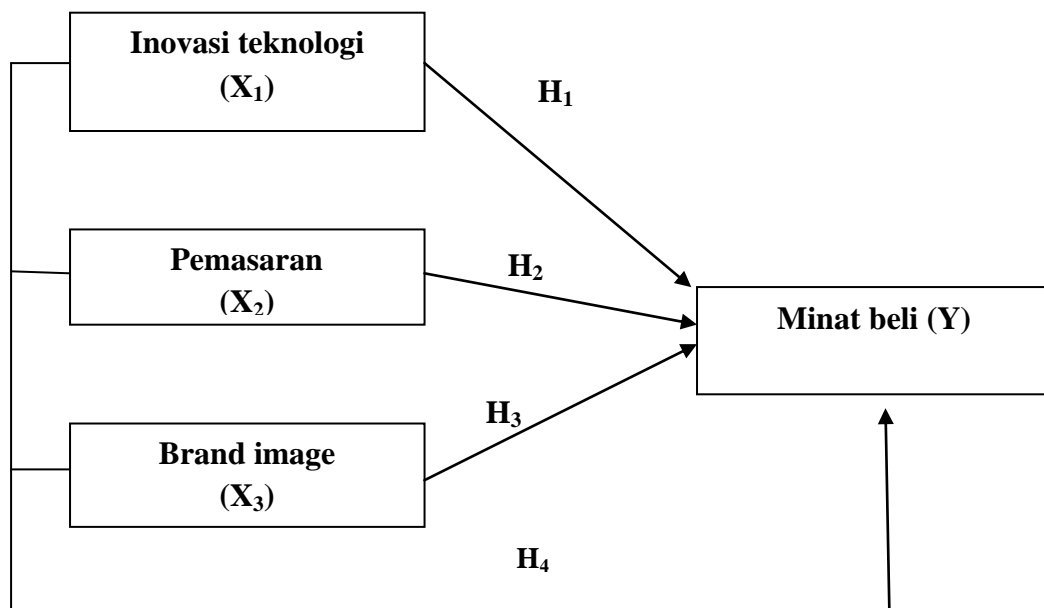 Inovasi teknologi
(X₁)
H₁
Pemasaran
(X₂)
H₂
Minat beli (Y)
Brand image
(X₃)
H₃
H₄